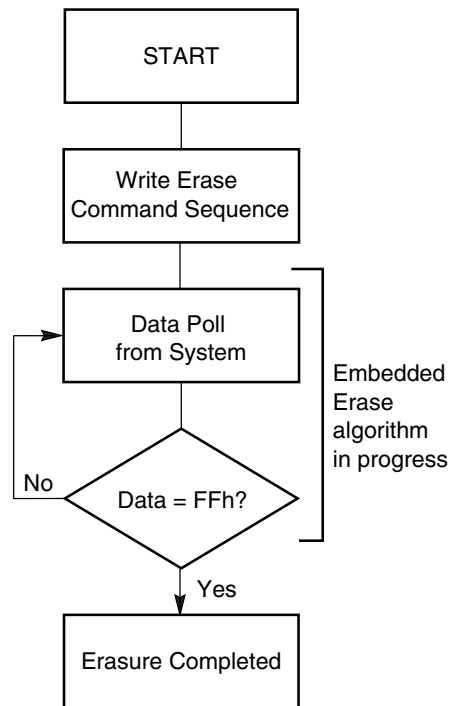 START
Write Erase
Command Sequence
Data Poll
from System
Embedded
Erase
algorithm
in progress
No
Data = FFh?
Yes
Erasure Completed